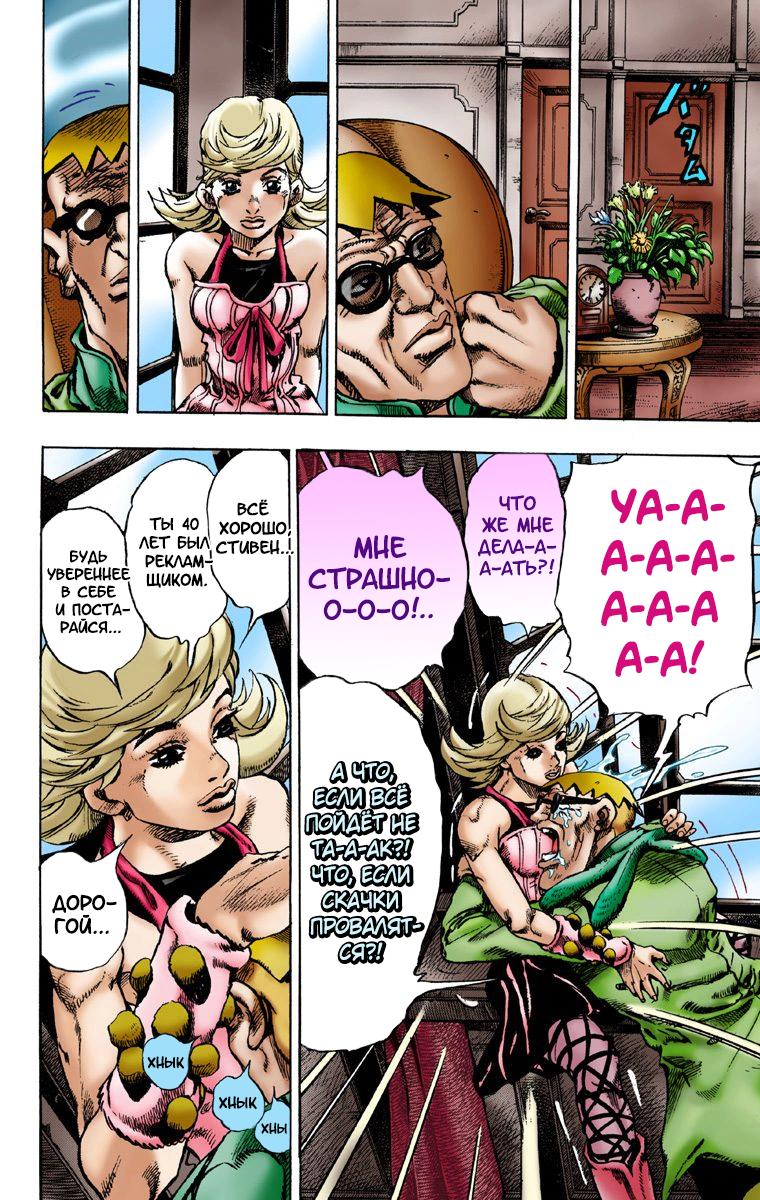 バタム
УА-А-
А-А-А-
А-А-А
А-А!
ЧТО
ЖЕ МНЕ
ДЕЛА-А-
А-АТЬ?!
МНЕ
СТРАШНО-
О-О-О!..
А ЧТО,
ЕСЛИ ВСЁ
ПОЙДЁТ НЕ
ТА-А-АК?!
ЧТО, ЕСЛИ
СКАЧКИ
ПРОВАЛЯТ-
СЯ?!
ВСЁ
ХОРОШО,
СТИВЕН...
ТЫ 40
ЛЕТ БЫЛ
РЕКЛАМ-
ЩИКОМ.
БУДЬ
УВЕРЕННЕЕ
В СЕБЕ
И ПОСТА-
РАЙСЯ...
ДОРО-
ГОЙ...
ХНЫК
ХНЫК
ХНЫ